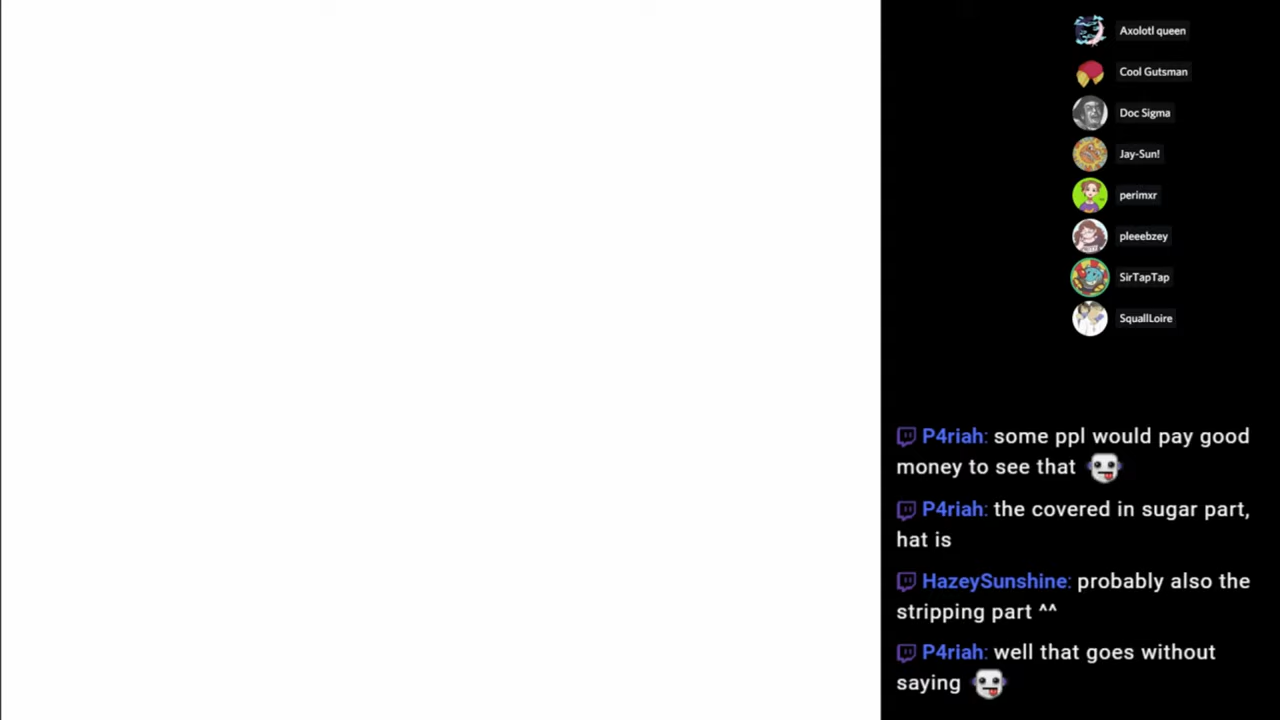 Axolotl queen
Cool Gutsman
Doc Sigma
Jay-Sun!
perimxr
pleeebzey
SirTapTap
SquallLoire
P4riah: some ppl would pay good
money to see that
P4riah: the covered in sugar part,
hat is
HazeySunshine: probably also the
stripping part ^^
P4riah: well that goes without
saying